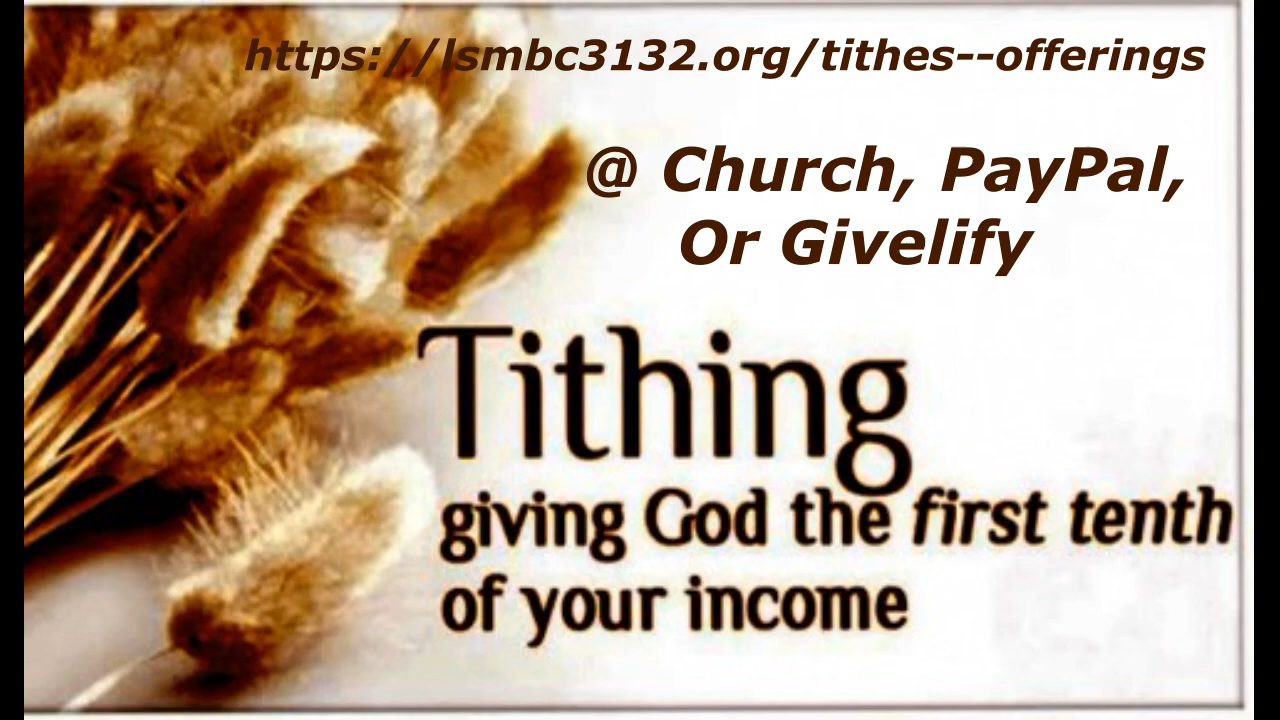 https://lsmbc3132.org/tithes--offerings
@ Church, PayPal,
Or Givelify
Tithing
giving God the first tenth
of your income